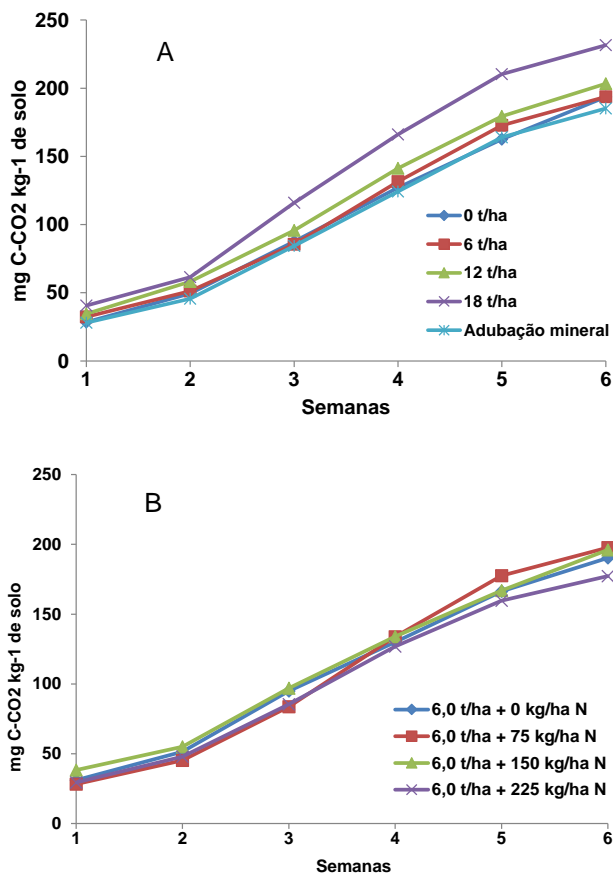 A
mg C-CO2 kg-1 de solo
250
200
150
100
50
0
0 t/ha
6 t/ha
12 t/ha
18 t/ha
Adubação mineral
1 2 3 4 5 6
Semanas
B
mg C-CO2 kg-1 de solo
250
200
150
100
50
0
6,0 t/ha + 0 kg/ha N
6,0 t/ha + 75 kg/ha N
6,0 t/ha + 150 kg/ha N
6,0 t/ha + 225 kg/ha N
1 2 3 4 5 6
Semanas